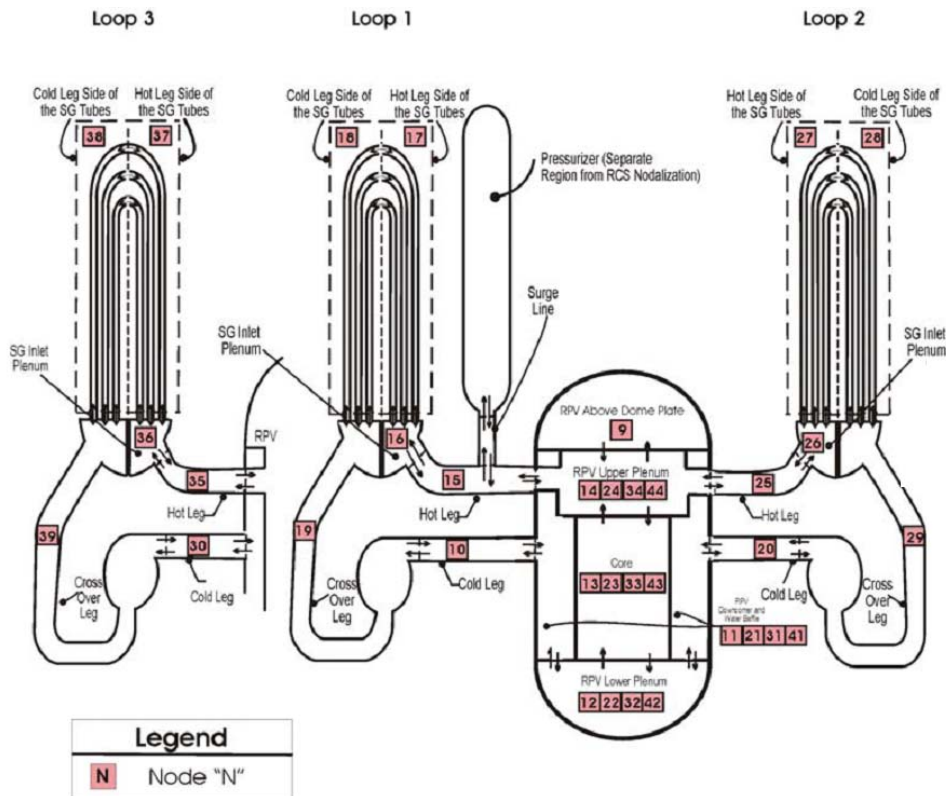 Loop 3
Loop 1
Loop 2
Cold Leg Side of
the SG Tubes
Hot Leg Side of
the SG Tubes
38
37
Cold Leg Side of
the SG Tubes
Hot Leg Side of
the SG Tubes
18
17
Pressurizer (Separate
Region from RCS Nodalization)
Hot Leg Side of
the SG Tubes
Cold Leg Side of
the SG Tubes
27
28
Surge
Line
SG Inlet
Plenum
SG Inlet
Plenum
SG Inlet
Plenum
RPV
36
35
Hot Leg
39
30
Cold Leg
Cross
Over
Leg
16
15
Hot Leg
19
10
Cold Leg
Cross
Over
Leg
RPV Above Dome Plate
9
RPV Upper Plenum
14 24 34 44
Core
13 23 33 43
RPV
Downcomer and
Water Baffle
11 21 31 41
RPV Lower Plenum
12 22 32 42
26
25
Hot Leg
29
20
Cold Leg
Cross
Over
Leg
Legend
N Node "N"